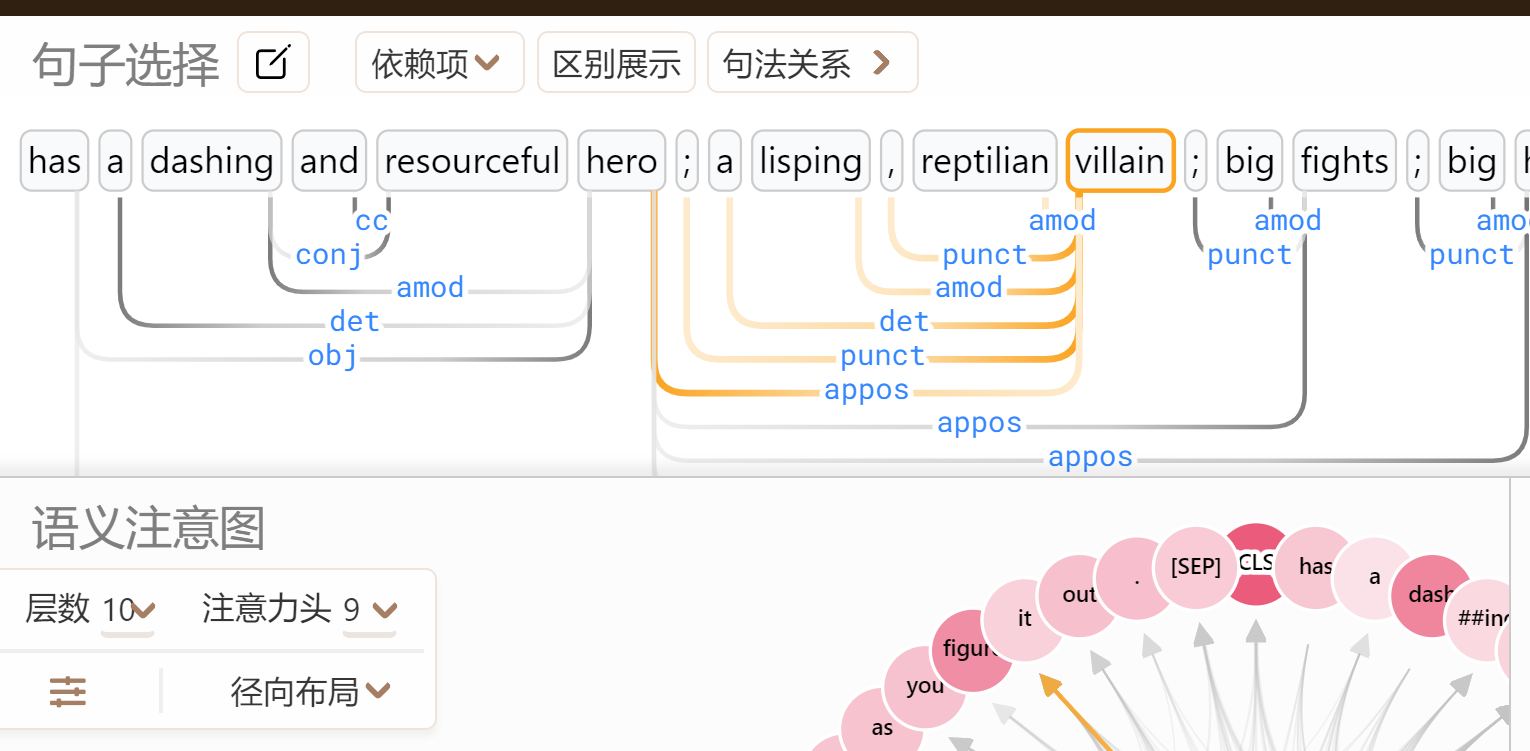 句子选择 依赖项 区别展示 句法关系
has a dashing and resourceful hero ; a lisping , reptilian villain ; big fights ; big
cc amod amod
conj punct punct punct
amod amod
det det
obj punct
appos
appos
appos
语义注意图
层数 10 注意力头 9
径向布局
as you figur it out . [SEP] CLS has a dash ##in